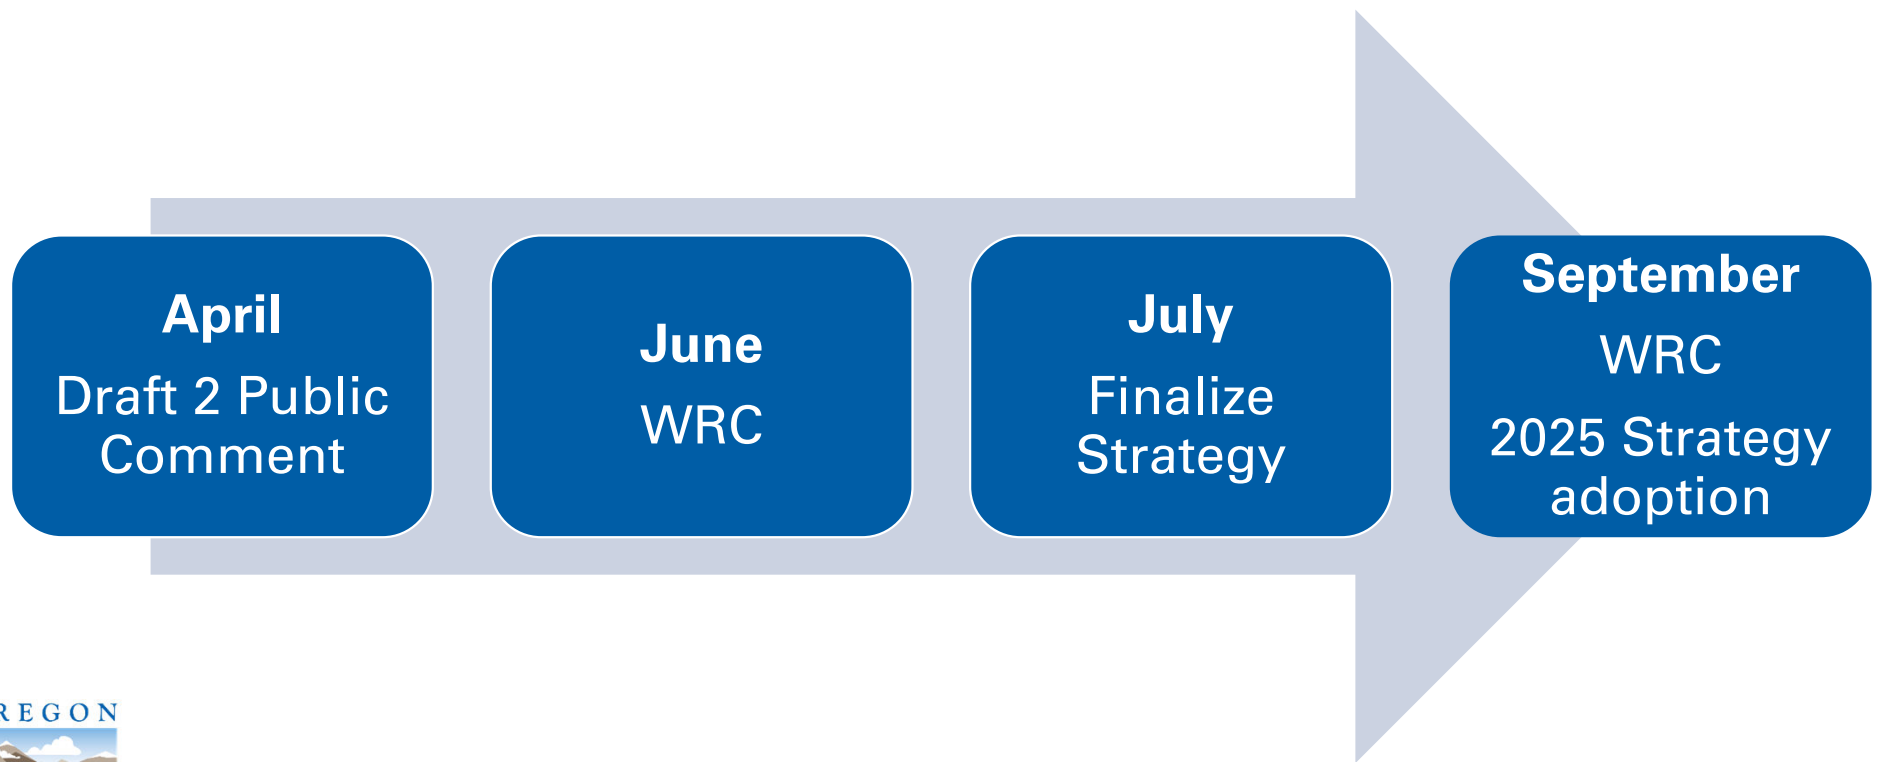 April
Draft 2 Public
Comment
June
WRC
July
Finalize
Strategy
September
WRC
2025 Strategy
adoption
REGON